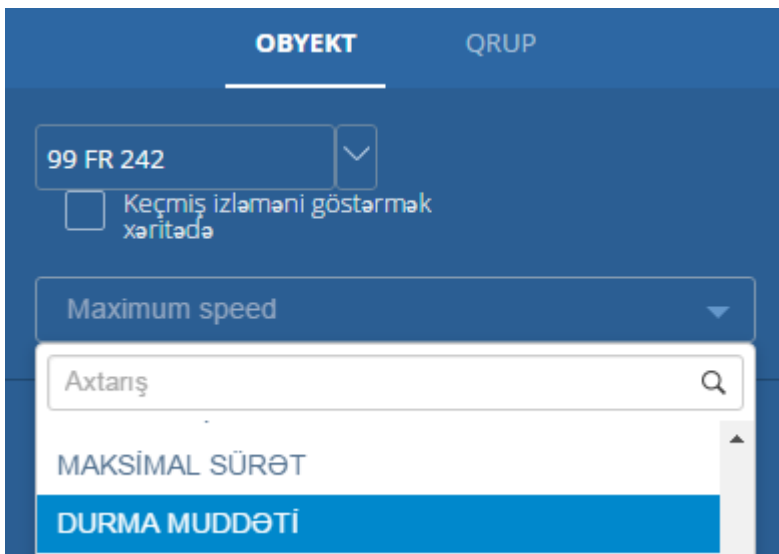 OBYEKT QRUP
99 FR 242
Keçmiş izləməni göstərmək
xəritədə
Maximum speed
Axtarış
MAKSİMAL SÜRƏT
DURMA MUDDƏTİ